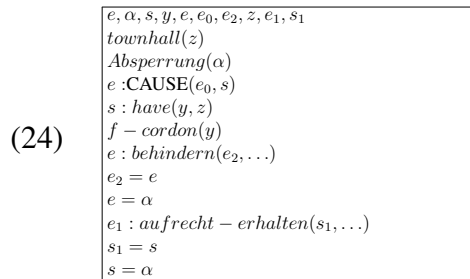 (24)
e, α, s, y, e, e₀, e₂, z, e₁, s₁
townhall(z)
Absperrung(α)
e :CAUSE(e₀, s)
s : have(y, z)
f − cordon(y)
e : behindern(e₂, . . .)
e₂ = e
e = α
e₁ : aufrecht − erhalten(s₁, . . .)
s₁ = s
s = α